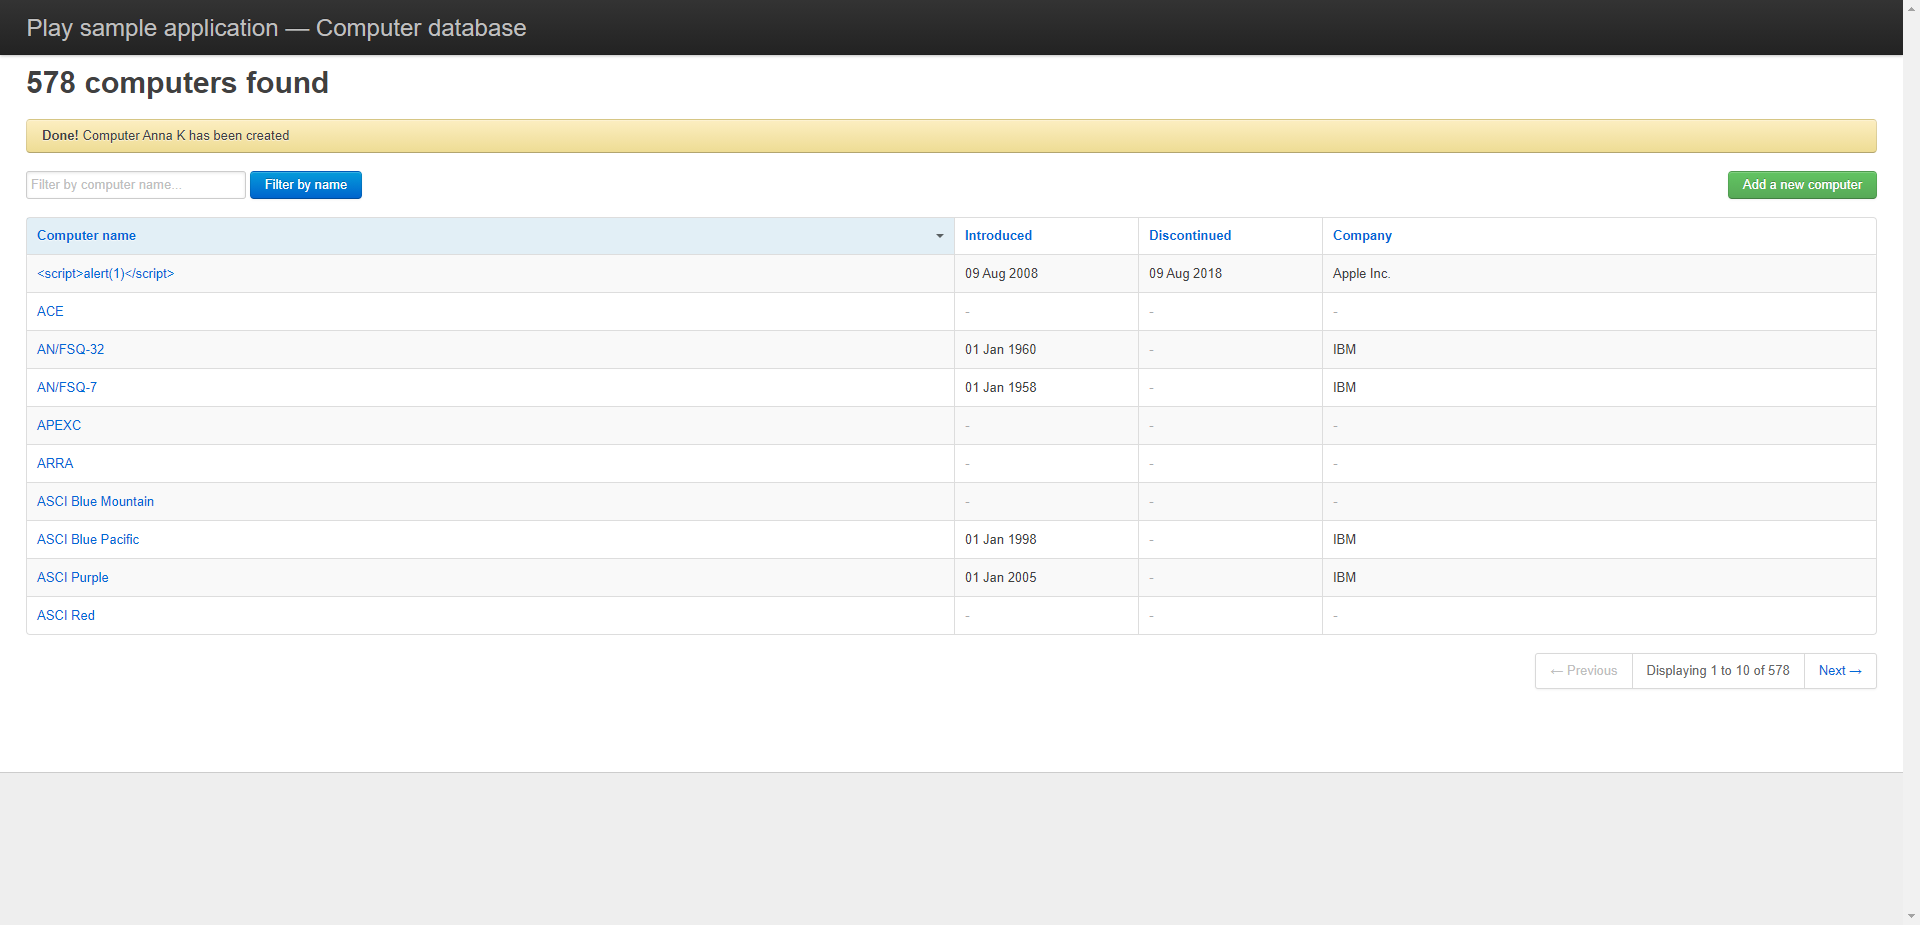 Play sample application — Computer database
578 computers found
Done! Computer Anna K has been created
Filter by computer name... Filter by name Add a new computer
Computer name Introduced Discontinued Company
<script>alert(1)</script> 09 Aug 2008 09 Aug 2018 Apple Inc.
ACE - - -
AN/FSQ-32 01 Jan 1960 - IBM
AN/FSQ-7 01 Jan 1958 - IBM
APEXC - - -
ARRA - - -
ASCI Blue Mountain - - -
ASCI Blue Pacific 01 Jan 1998 - IBM
ASCI Purple 01 Jan 2005 - IBM
ASCI Red - - -
← Previous Displaying 1 to 10 of 578 Next →